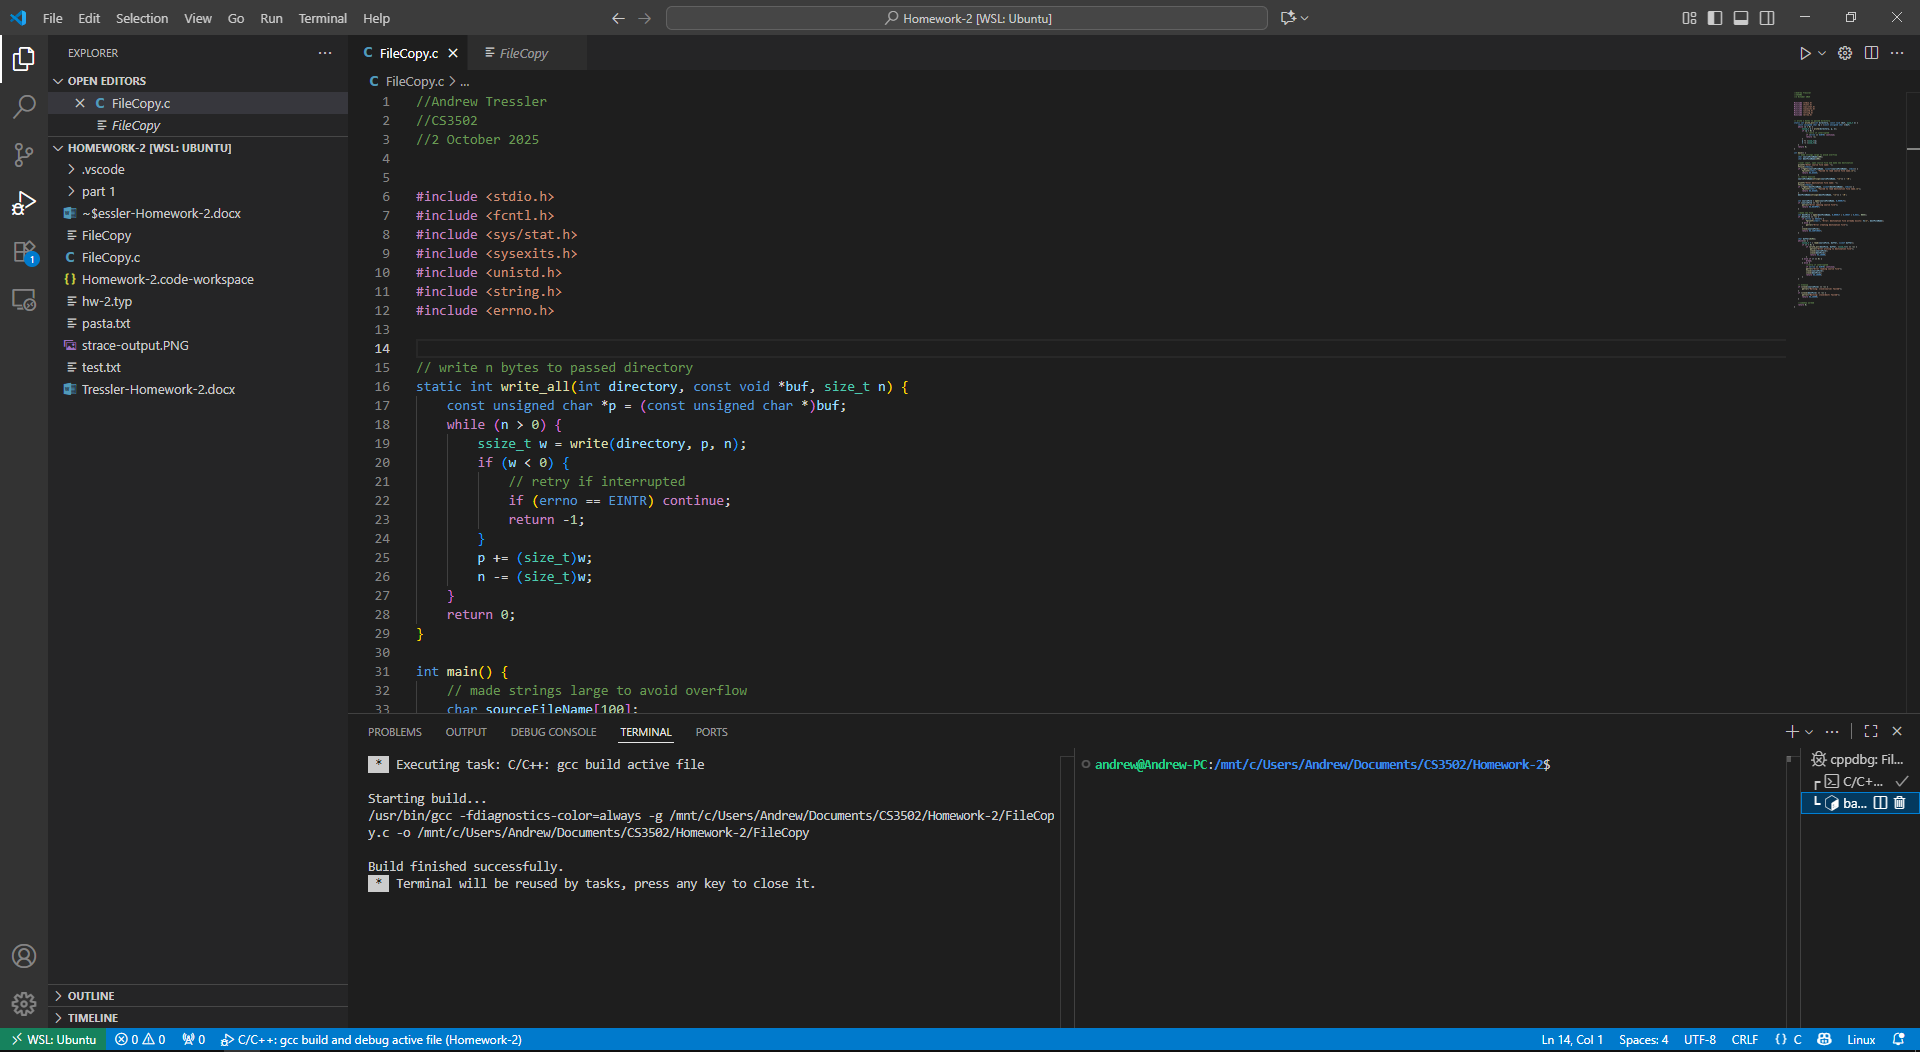 File Edit Selection View Go Run Terminal Help
Homework-2 [WSL: Ubuntu]
EXPLORER
OPEN EDITORS
FileCopy.c
FileCopy
HOMEWORK-2 [WSL: UBUNTU]
.vscode
part 1
~$essler-Homework-2.docx
FileCopy
FileCopy.c
Homework-2.code-workspace
hw-2.typ
pasta.txt
strace-output.PNG
test.txt
Tressler-Homework-2.docx
OUTLINE
TIMELINE
1
FileCopy.c
FileCopy
FileCopy.c > ...
1 //Andrew Tressler
2 //CS3502
3 //2 October 2025
4
5
6 #include <stdio.h>
7 #include <fcntl.h>
8 #include <sys/stat.h>
9 #include <sysexits.h>
10 #include <unistd.h>
11 #include <string.h>
12 #include <errno.h>
13
14
15 // write n bytes to passed directory
16 static int write_all(int directory, const void *buf, size_t n) {
17 const unsigned char *p = (const unsigned char *)buf;
18 while (n > 0) {
19 ssize_t w = write(directory, p, n);
20 if (w < 0) {
21 // retry if interrupted
22 if (errno == EINTR) continue;
23 return -1;
24 }
25 p += (size_t)w;
26 n -= (size_t)w;
27 }
28 return 0;
29 }
30
31 int main() {
32 // made strings large to avoid overflow
33 char sourceFileName[100];
PROBLEMS OUTPUT DEBUG CONSOLE TERMINAL PORTS
* Executing task: C/C++: gcc build active file
Starting build...
/usr/bin/gcc -fdiagnostics-color=always -g /mnt/c/Users/Andrew/Documents/CS3502/Homework-2/FileCop
y.c -o /mnt/c/Users/Andrew/Documents/CS3502/Homework-2/FileCopy
Build finished successfully.
* Terminal will be reused by tasks, press any key to close it.
andrew@Andrew-PC:/mnt/c/Users/Andrew/Documents/CS3502/Homework-2$
cppdbg: Fil...
C/C+...
ba...
WSL: Ubuntu 0 0 0 C/C++: gcc build and debug active file (Homework-2)
Ln 14, Col 1 Spaces: 4 UTF-8 CRLF {} C Linux